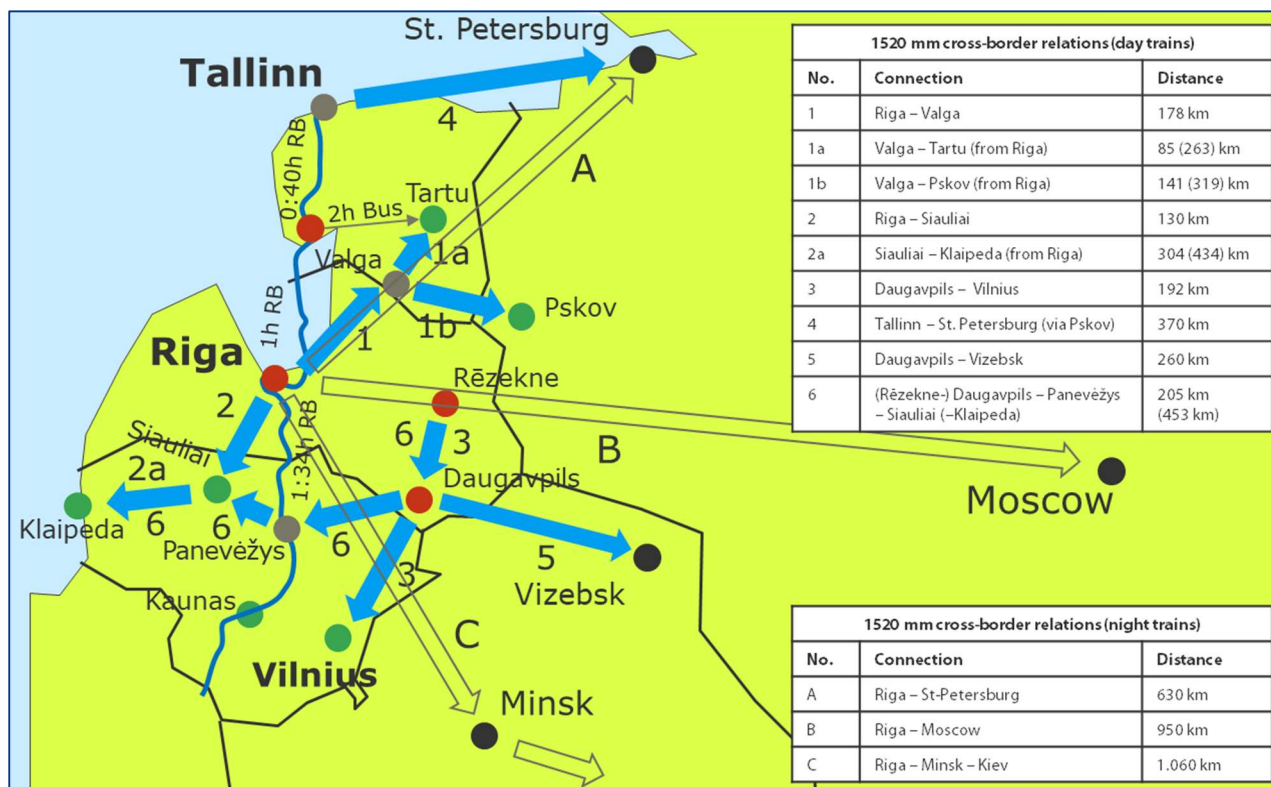 St. Petersburg
Tallinn
4
A
0:40h RB
2h Bus
Tartu
Valga
1a
1b
Pskov
1h RB
1
Riga
2
Rēzekne
6
3
B
Moscow
Siauliai
2a
1:34h RB
Daugavpils
Klaipeda
6
6
Panevėžys
6
3
5
Vizebsk
Kaunas
C
Vilnius
Minsk
1520 mm cross-border relations (day trains)
No. Connection Distance
1 Riga – Valga 178 km
1a Valga – Tartu (from Riga) 85 (263) km
1b Valga – Pskov (from Riga) 141 (319) km
2 Riga – Siauliai 130 km
2a Siauliai – Klaipeda (from Riga) 304 (434) km
3 Daugavpils – Vilnius 192 km
4 Tallinn – St. Petersburg (via Pskov) 370 km
5 Daugavpils – Vizebsk 260 km
6 (Rēzekne-) Daugavpils – Panevėžys 205 km
– Siauliai (–Klaipeda) (453 km)
1520 mm cross-border relations (night trains)
No. Connection Distance
A Riga – St-Petersburg 630 km
B Riga – Moscow 950 km
C Riga – Minsk – Kiev 1.060 km